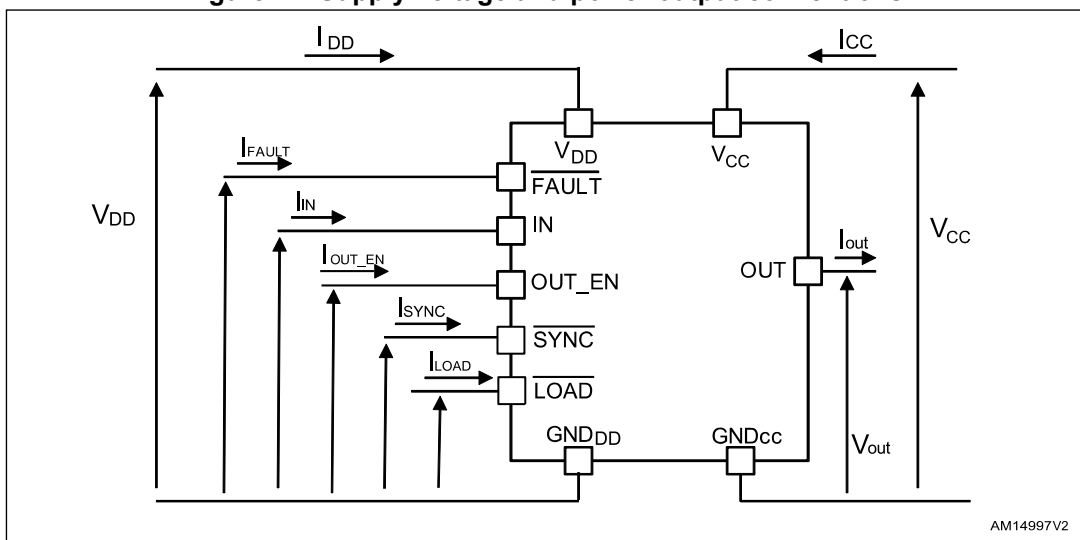 I DD
ICC
VDD
VCC
IFAULT
FAULT
VDD
IIN
IN
VCC
Iout
OUT
IOUT_EN
OUT_EN
ISYNC
SYNC
ILOAD
LOAD
GNDDD
GNDcc
Vout
AM14997V2